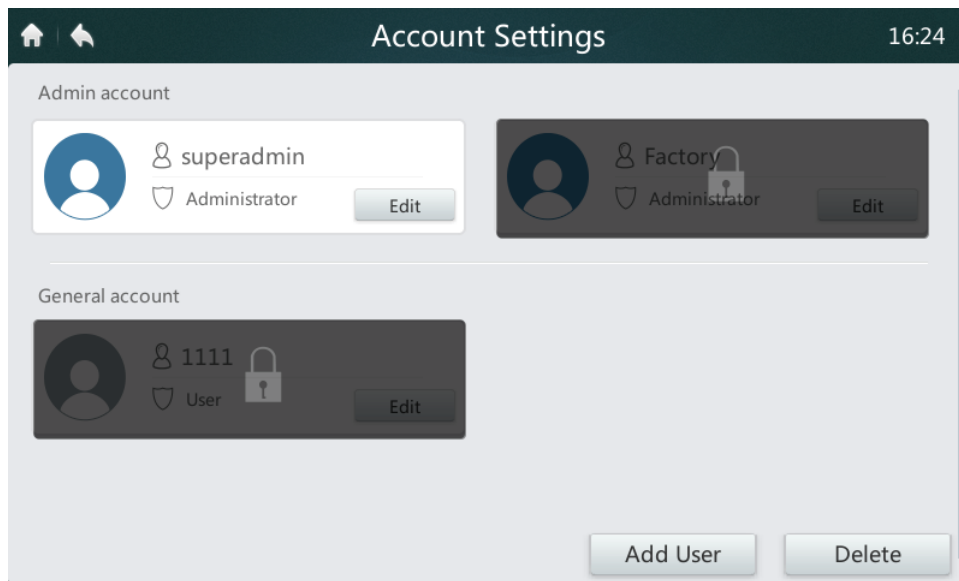 Account Settings
16:24
Admin account
superadmin
Administrator
Edit
Factory
Administrator
Edit
General account
1111
User
Edit
Add User
Delete